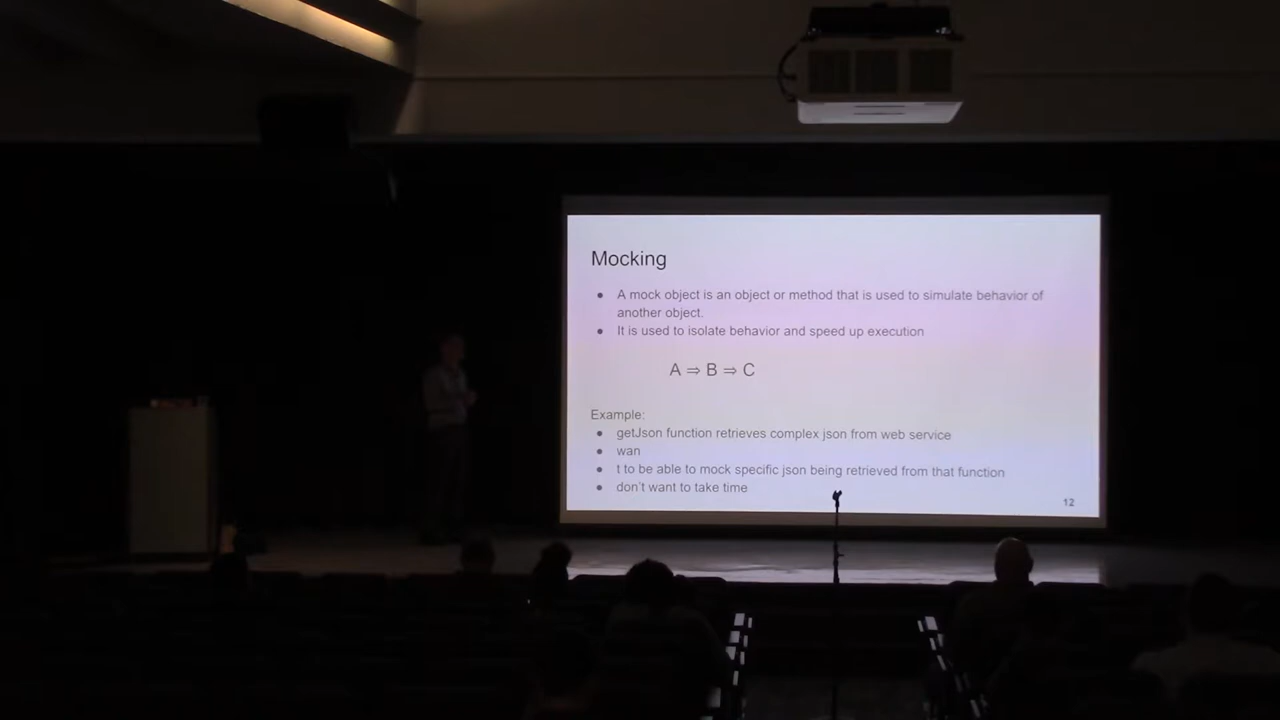 Mocking
● A mock object is an object or method that is used to simulate behavior of
another object.
● It is used to isolate behavior and speed up execution
A ⇒ B ⇒ C
Example:
● getJson function retrieves complex json from web service
● wan
● t to be able to mock specific json being retrieved from that function
● don't want to take time
12